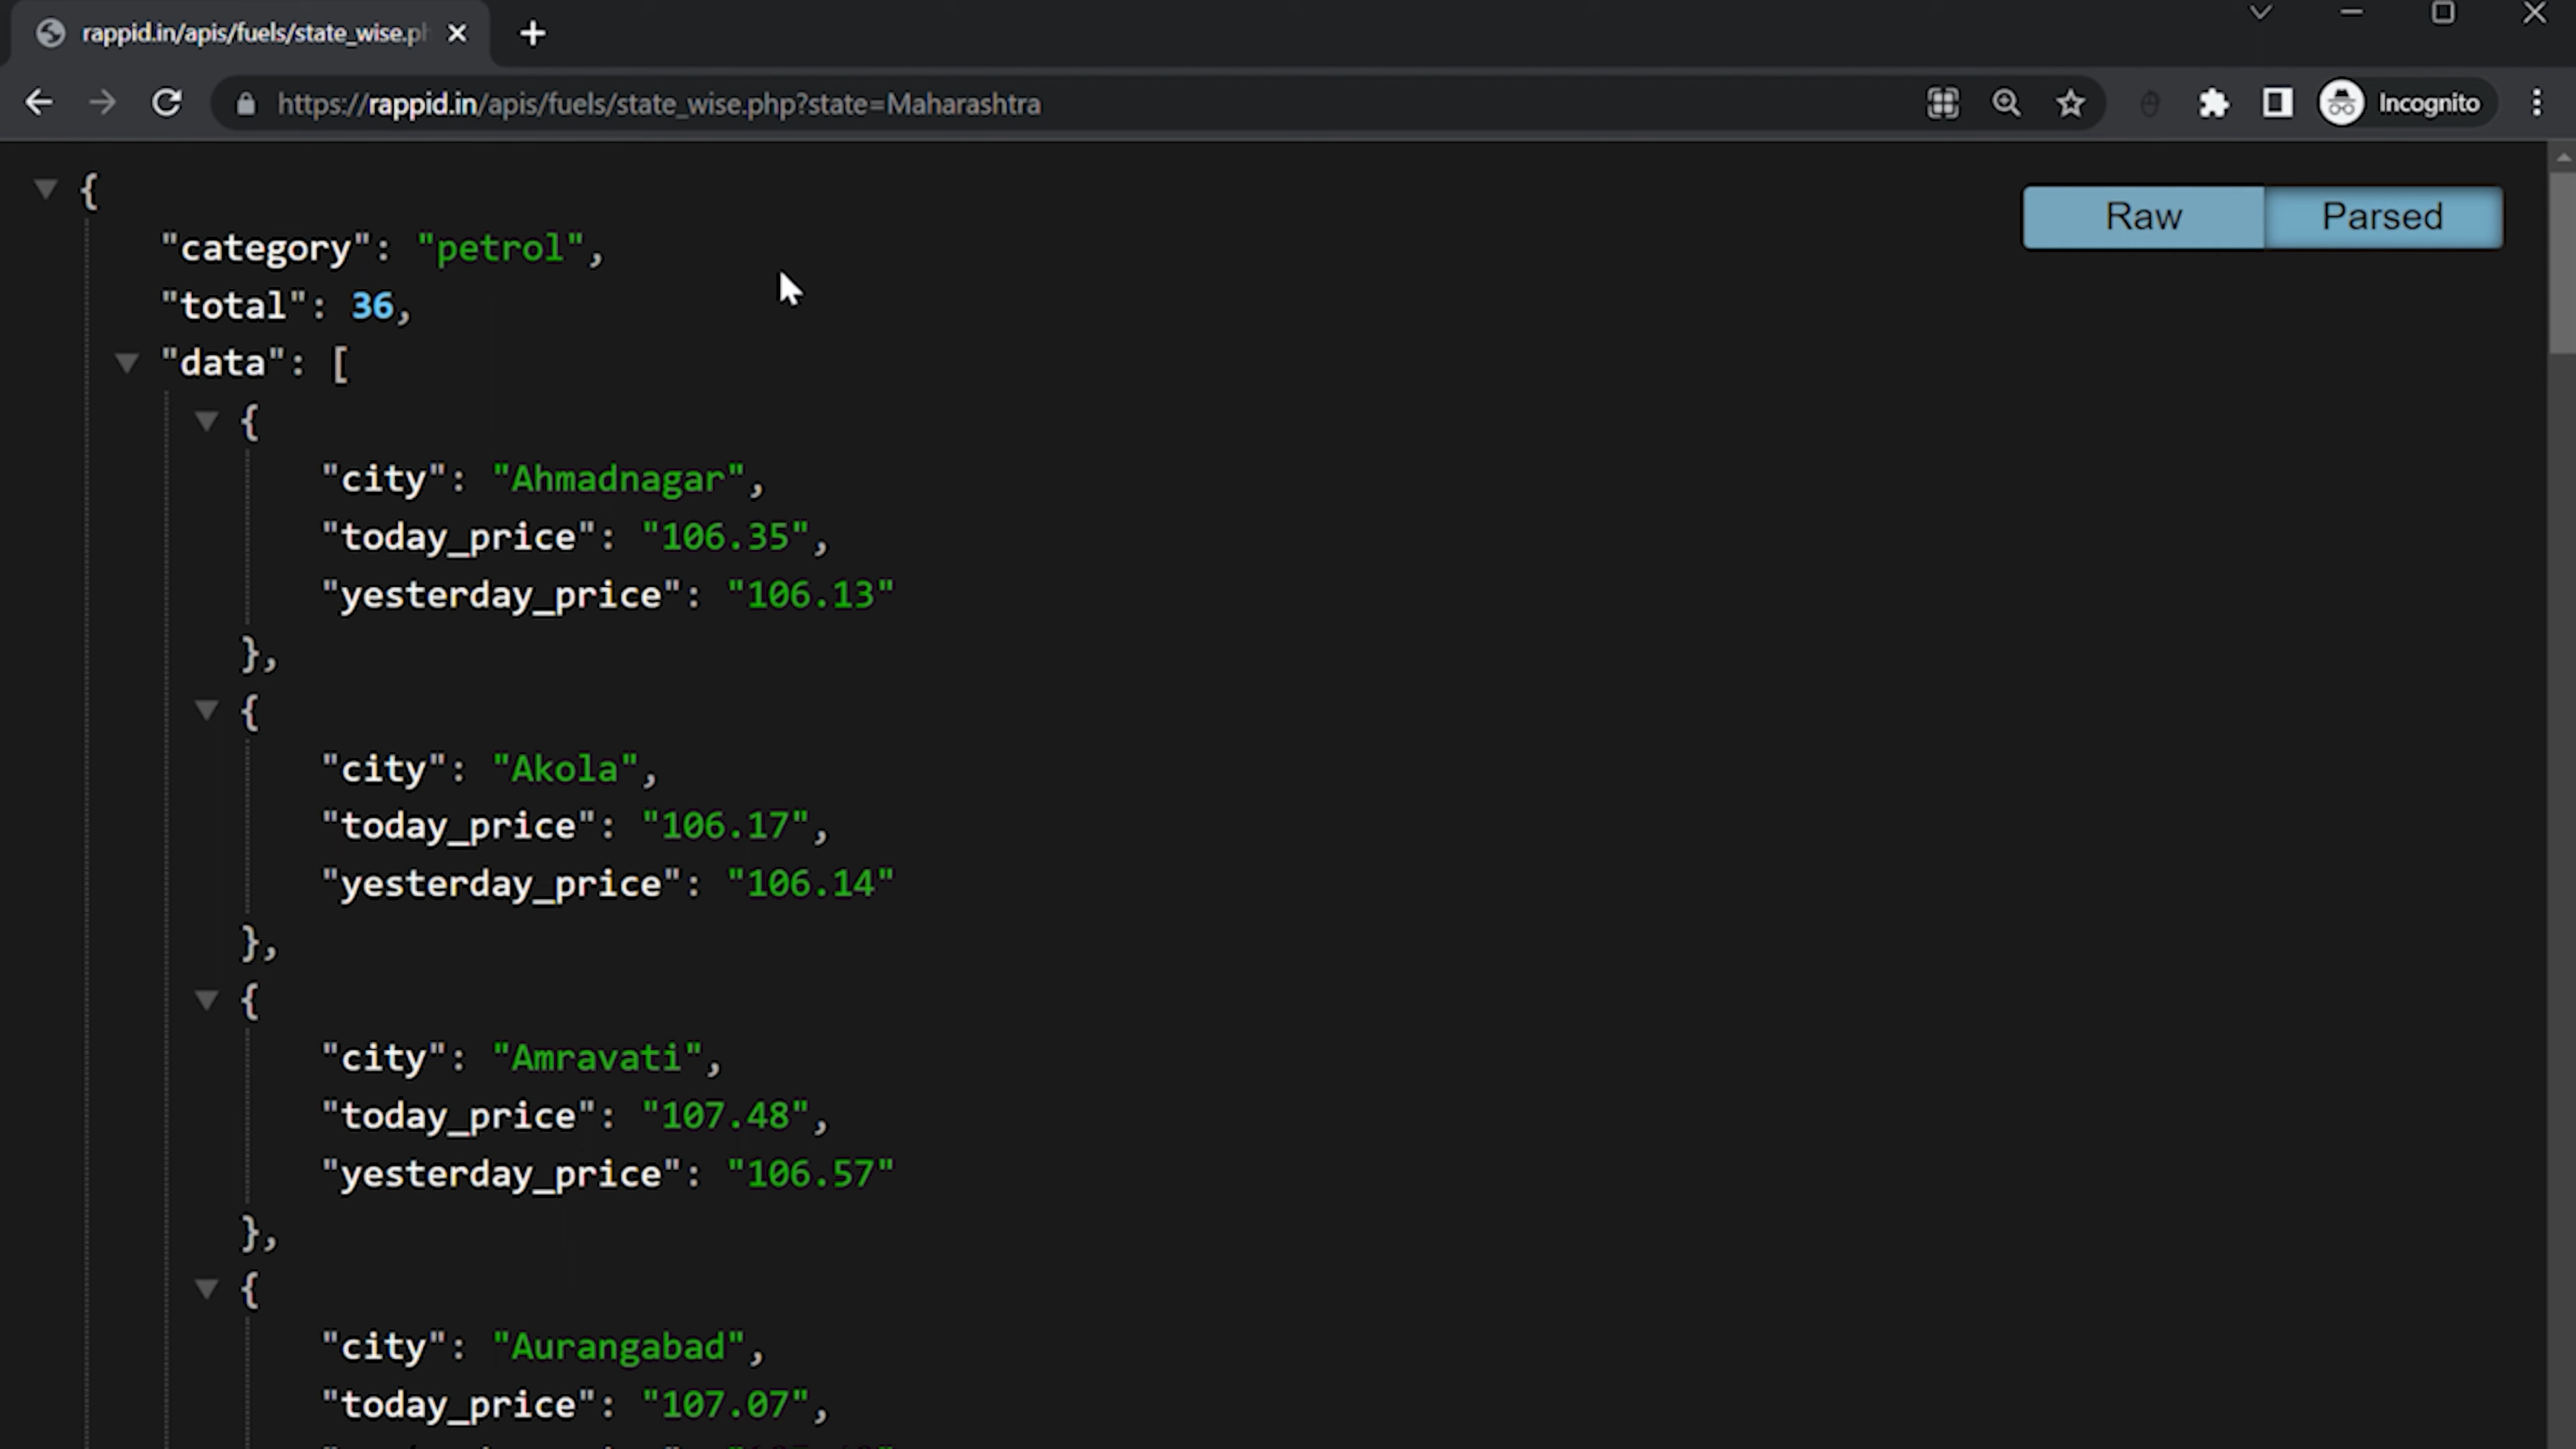 rappid.in/apis/fuels/state_wise.ph
https://rappid.in/apis/fuels/state_wise.php?state=Maharashtra
Incognito
Raw Parsed
{
"category": "petrol",
"total": 36,
"data": [
{
"city": "Ahmadnagar",
"today_price": "106.35",
"yesterday_price": "106.13"
},
{
"city": "Akola",
"today_price": "106.17",
"yesterday_price": "106.14"
},
{
"city": "Amravati",
"today_price": "107.48",
"yesterday_price": "106.57"
},
{
"city": "Aurangabad",
"today_price": "107.07",